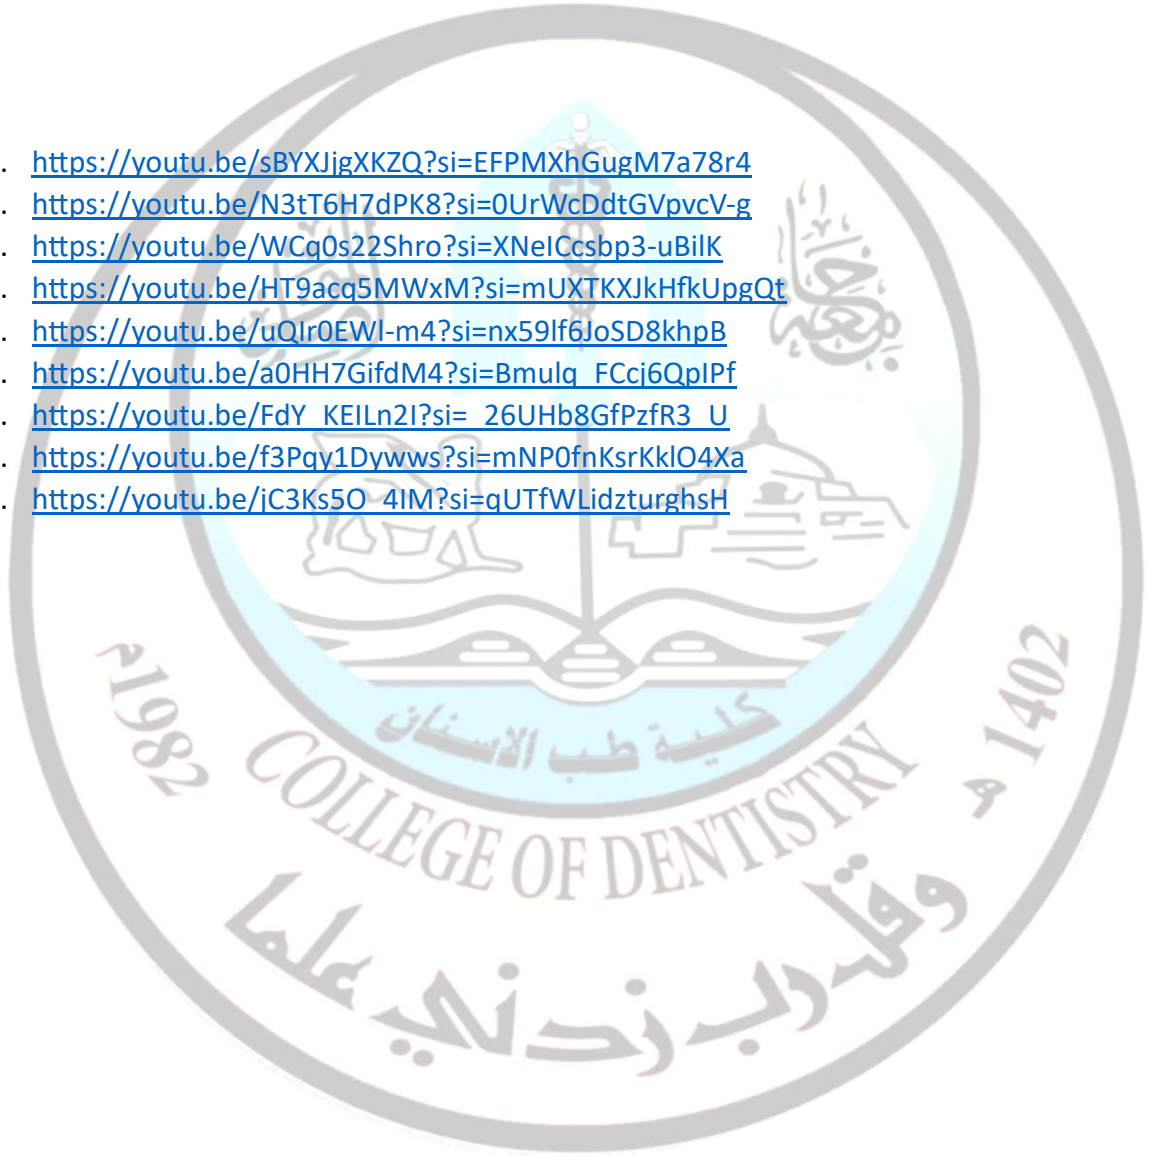 . https://youtu.be/sBYXJjgXKZQ?si=EFPMXhGugM7a78r4
. https://youtu.be/N3tT6H7dPK8?si=0UrWcDdtGVpvcV-g
. https://youtu.be/WCq0s22Shro?si=XNeICcsbp3-uBilK
. https://youtu.be/HT9acq5MWxM?si=mUXTKXJkHfkUpgQt
. https://youtu.be/uQIr0EWI-m4?si=nx59lf6JoSD8khpB
. https://youtu.be/a0HH7GifdM4?si=Bmulq_FCcj6QpIPf
. https://youtu.be/FdY_KEILn2I?si=_26UHb8GfPzfR3_U
. https://youtu.be/f3Pqy1Dywws?si=mNP0fnKsrKklO4Xa
. https://youtu.be/jC3Ks5O_4IM?si=qUTfWLidzturghsH
جامعة
كلية طب الاسنان
1982م
COLLEGE OF DENTISTRY
1402 ه
وقل رب زدني علما